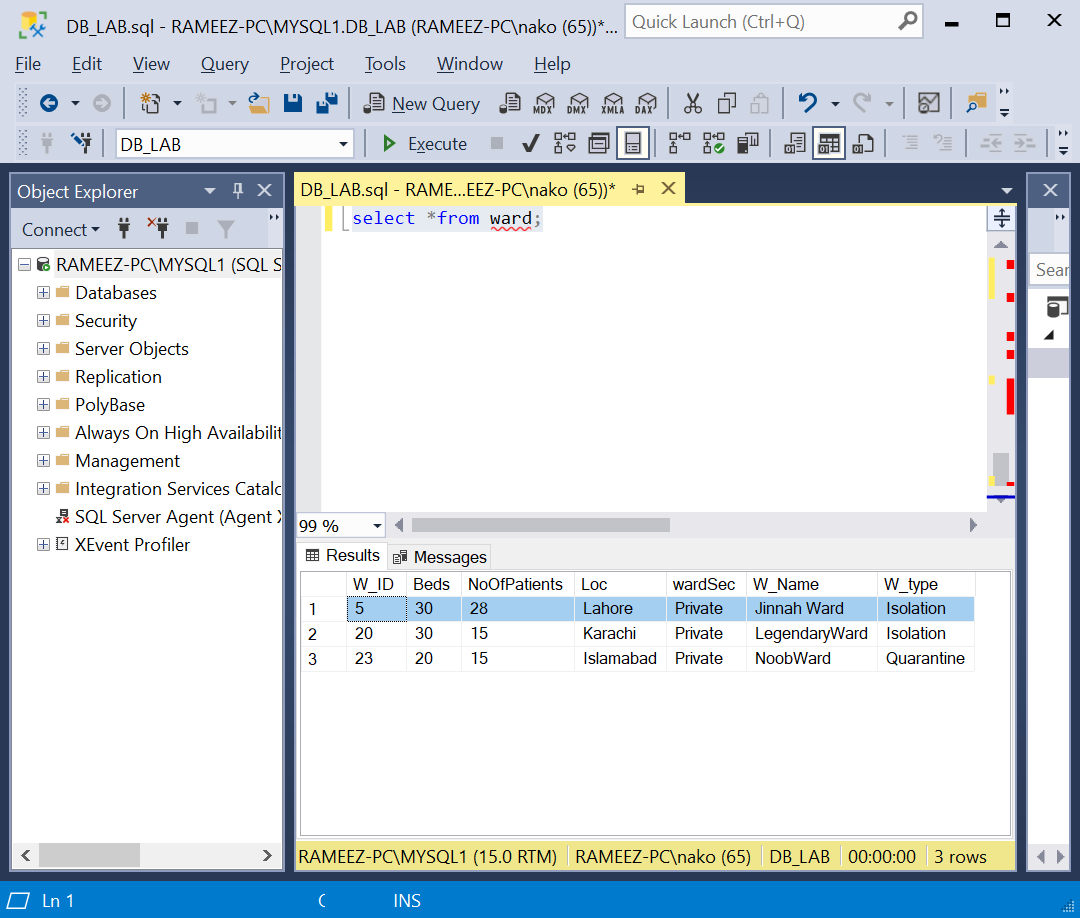 DB_LAB.sql - RAMEEZ-PC\MYSQL1.DB_LAB (RAMEEZ-PC\nako (65))*... Quick Launch (Ctrl+Q)
File Edit View Query Project Tools Window Help
New Query MDX DMX XMLA DAX
DB_LAB Execute
Object Explorer
Connect
RAMEEZ-PC\MYSQL1 (SQL S
Databases
Security
Server Objects
Replication
PolyBase
Always On High Availabilit
Management
Integration Services Catalo
SQL Server Agent (Agent X
XEvent Profiler
DB_LAB.sql - RAME...EEZ-PC\nako (65))*
select *from ward;
99 %
Results Messages
W_ID Beds NoOfPatients Loc wardSec W_Name W_type
1 5 30 28 Lahore Private Jinnah Ward Isolation
2 20 30 15 Karachi Private LegendaryWard Isolation
3 23 20 15 Islamabad Private NoobWard Quarantine
RAMEEZ-PC\MYSQL1 (15.0 RTM) RAMEEZ-PC\nako (65) DB_LAB 00:00:00 3 rows
Sear
Ln 1 INS